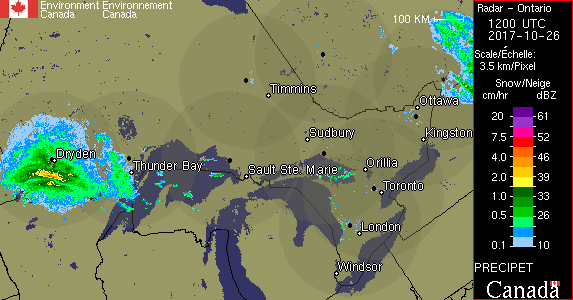 Environment Environnement
Canada Canada
100 KM
Timmins
Ottawa
Sudbury
Kingston
Dryden
Thunder Bay
Sault Ste. Marie
Orillia
Toronto
London
Windsor
Radar - Ontario
1200 UTC
2017-10-26
Scale/Échelle:
3.5 km/Pixel
Snow/Neige
cm/hr dBZ
20 61
7.5 57
5.0 52
4.0 46
2.0 39
1.0 33
0.5 26
0.1 10
PRECIPET
Canada